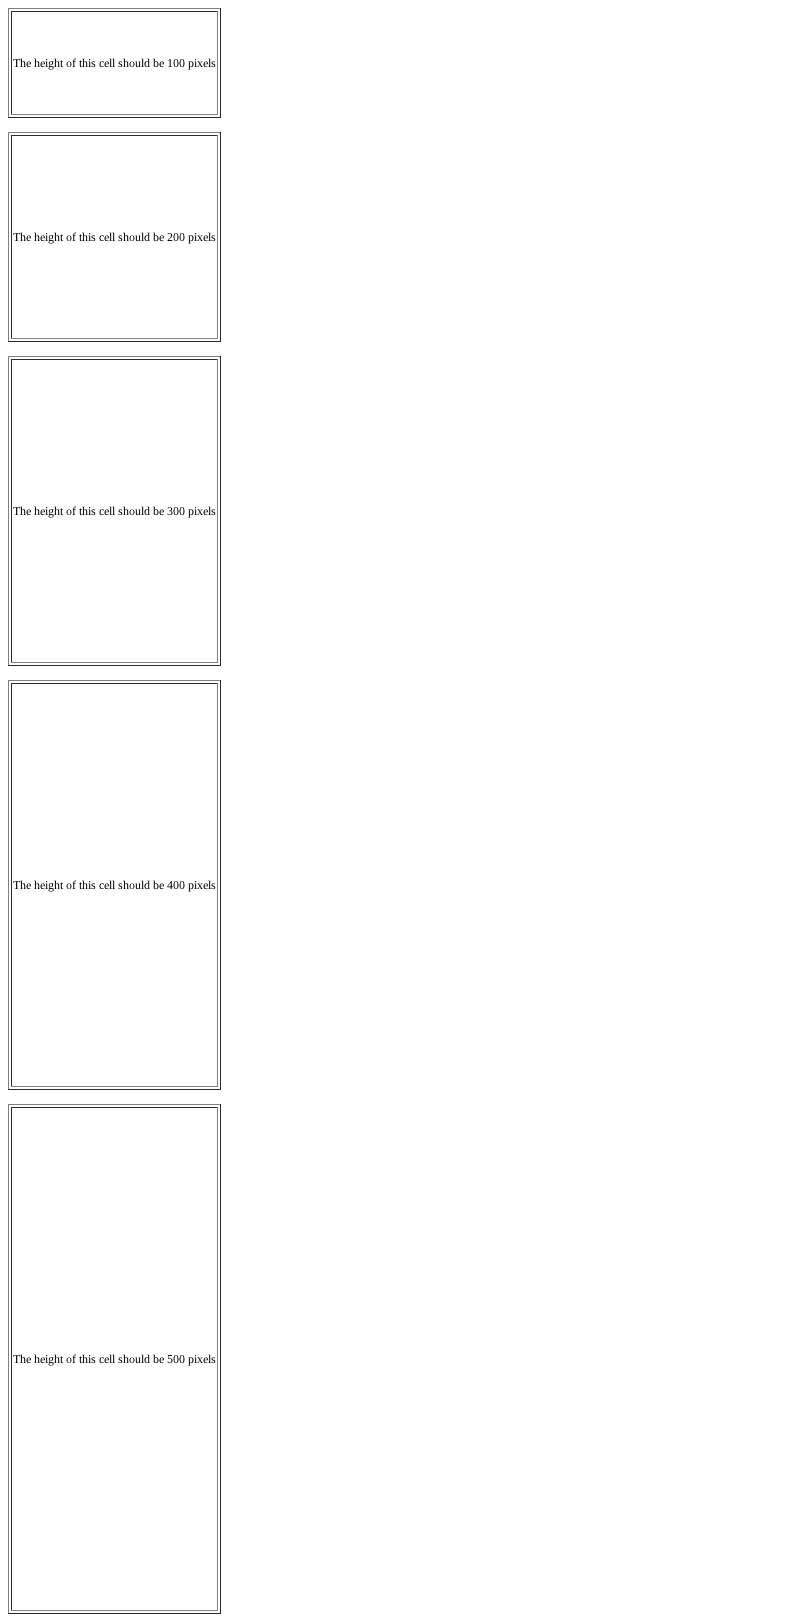 The height of this cell should be 100 pixels
The height of this cell should be 200 pixels
The height of this cell should be 300 pixels
The height of this cell should be 400 pixels
The height of this cell should be 500 pixels